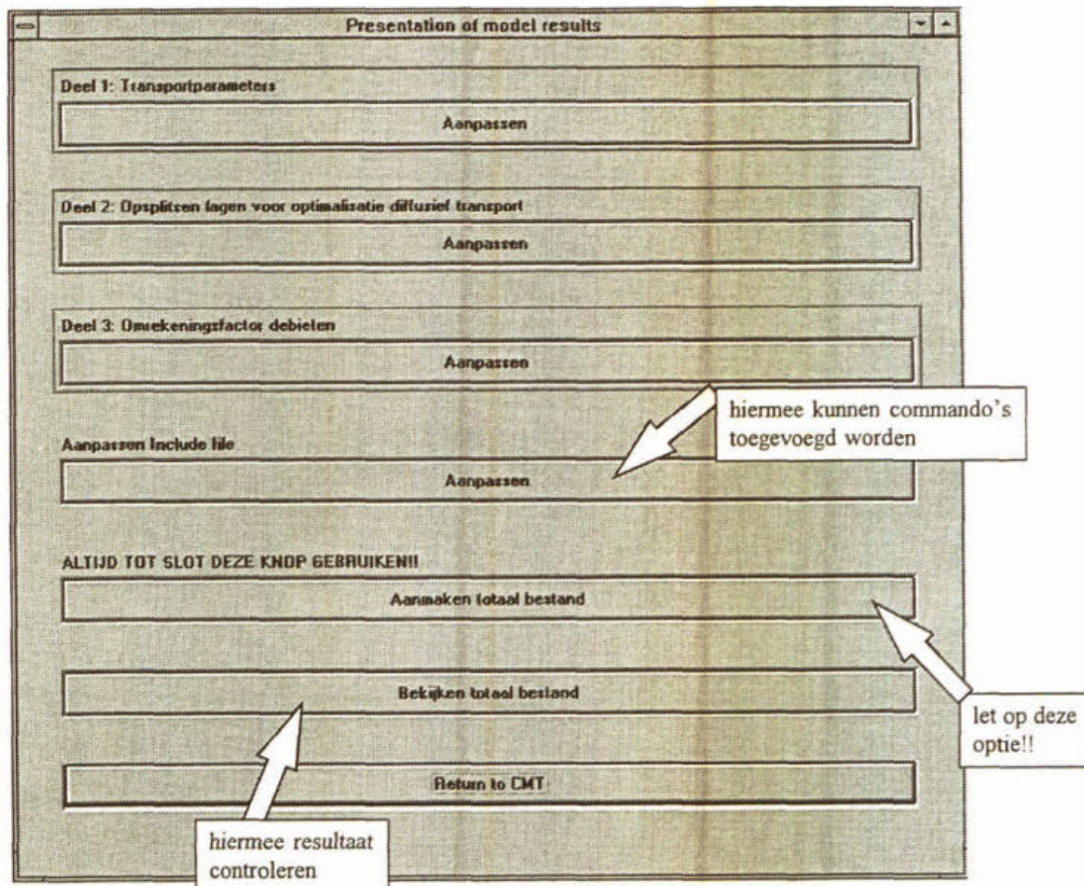 Presentation of model results
Deel 1: Transportparameters
Aanpassen
Deel 2: Opsplitsen lagen voor optimalisatie diffusief transport
Aanpassen
Deel 3: Omrekeningsfactor debieten
Aanpassen
hiermee kunnen commando's
toegevoegd worden
Aanpassen Include file
Aanpassen
ALTIJD TOT SLOT DEZE KNOP GEBRUIKEN!!
Aanmaken totaal bestand
Bekijken totaal bestand
let op deze
optie!!
Return to CMT
hiermee resultaat
controleren